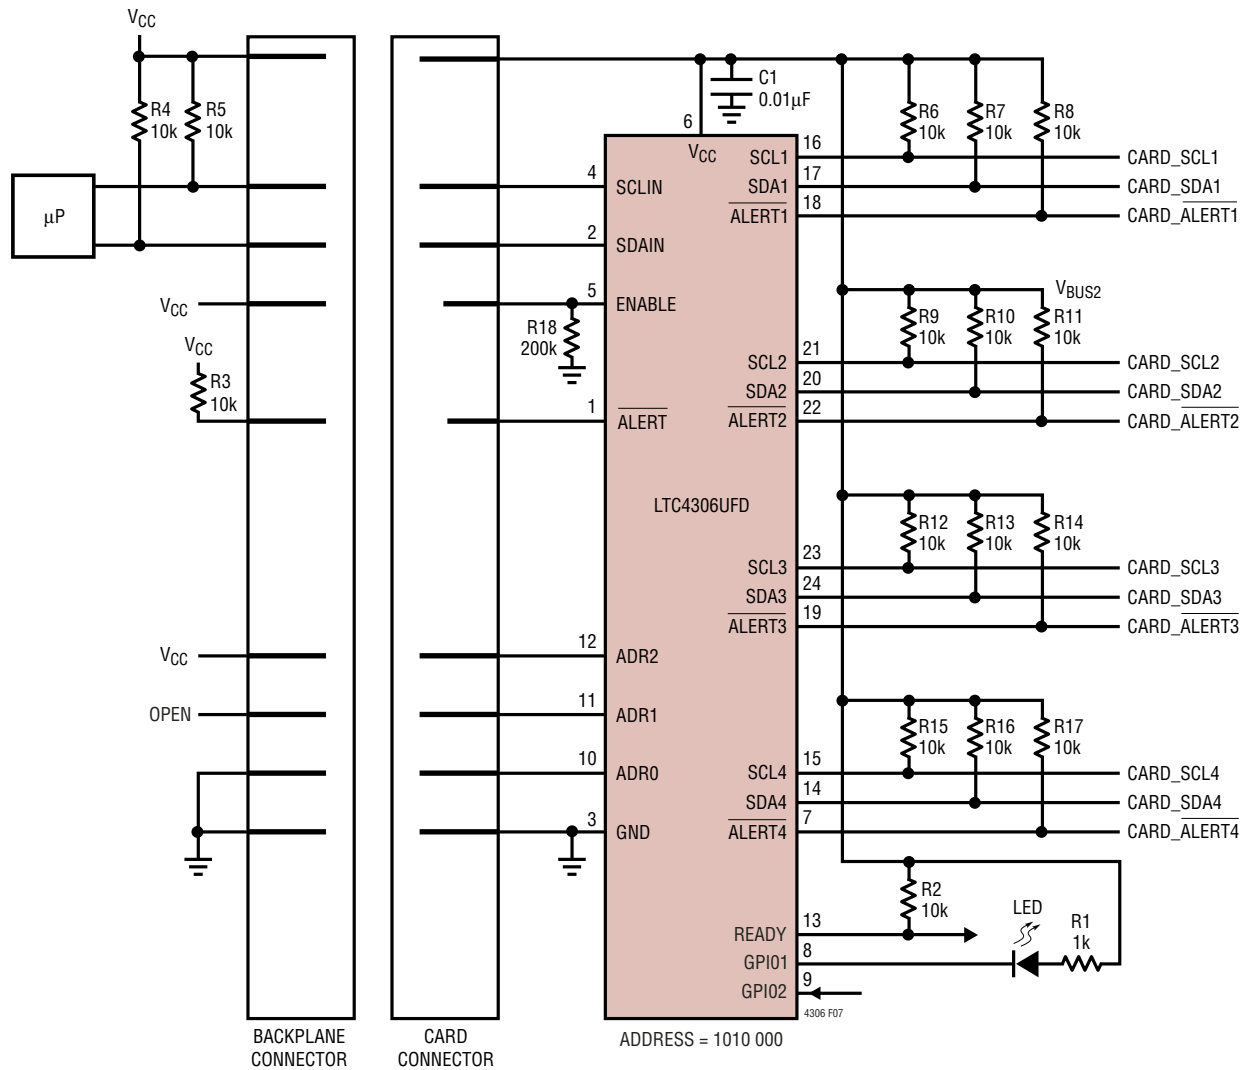 VCC
R4
10k
R5
10k
μP
VCC
VCC
R3
10k
VCC
OPEN
BACKPLANE
CONNECTOR
CARD
CONNECTOR
C1
0.01μF
6
VCC
4
SCLIN
2
SDAIN
5
ENABLE
R18
200k
1
ALERT
LTC4306UFD
12
ADR2
11
ADR1
10
ADR0
3
GND
SCL1
16
SDA1
17
ALERT1
18
R6
10k
R7
10k
R8
10k
CARD_SCL1
CARD_SDA1
CARD_ALERT1
VBUS2
R9
10k
R10
10k
R11
10k
SCL2
21
SDA2
20
ALERT2
22
CARD_SCL2
CARD_SDA2
CARD_ALERT2
R12
10k
R13
10k
R14
10k
SCL3
23
SDA3
24
ALERT3
19
CARD_SCL3
CARD_SDA3
CARD_ALERT3
R15
10k
R16
10k
R17
10k
SCL4
15
SDA4
14
ALERT4
7
CARD_SCL4
CARD_SDA4
CARD_ALERT4
R2
10k
READY
13
GPIO1
8
GPIO2
9
LED
R1
1k
4306 F07
ADDRESS = 1010 000